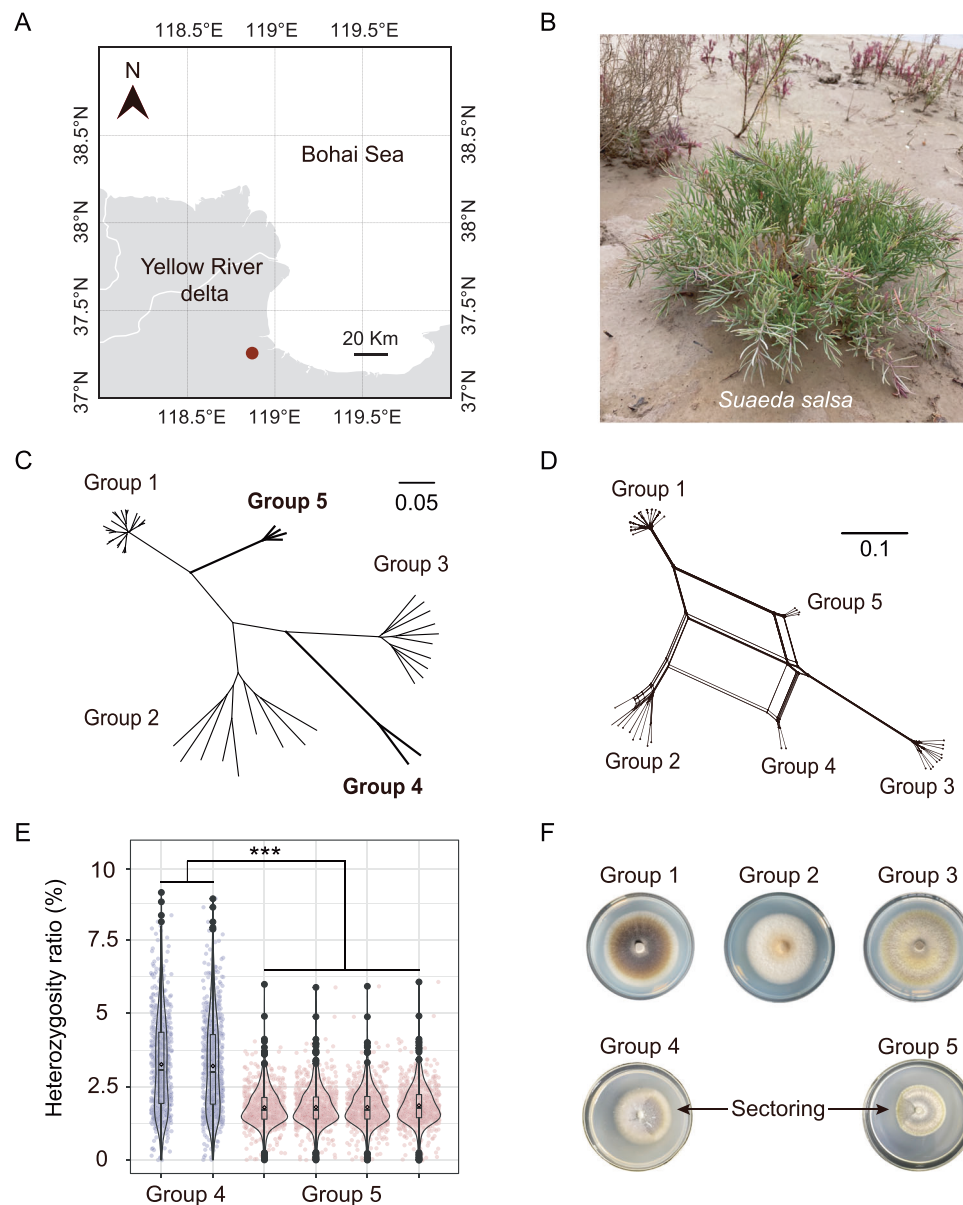 A
118.5°E 119°E 119.5°E
N
38.5°N
38.5°N
Bohai Sea
38°N
38°N
Yellow River
delta
37.5°N
37.5°N
20 Km
37°N
37°N
118.5°E 119°E 119.5°E
B
Suaeda salsa
C
Group 1
Group 5
0.05
Group 3
Group 2
Group 4
D
Group 1
0.1
Group 5
Group 2
Group 4
Group 3
E
Heterozygosity ratio (%)
10
7.5
5
2.5
0
***
Group 4 Group 5
F
Group 1 Group 2 Group 3
Group 4 Group 5
Sectoring